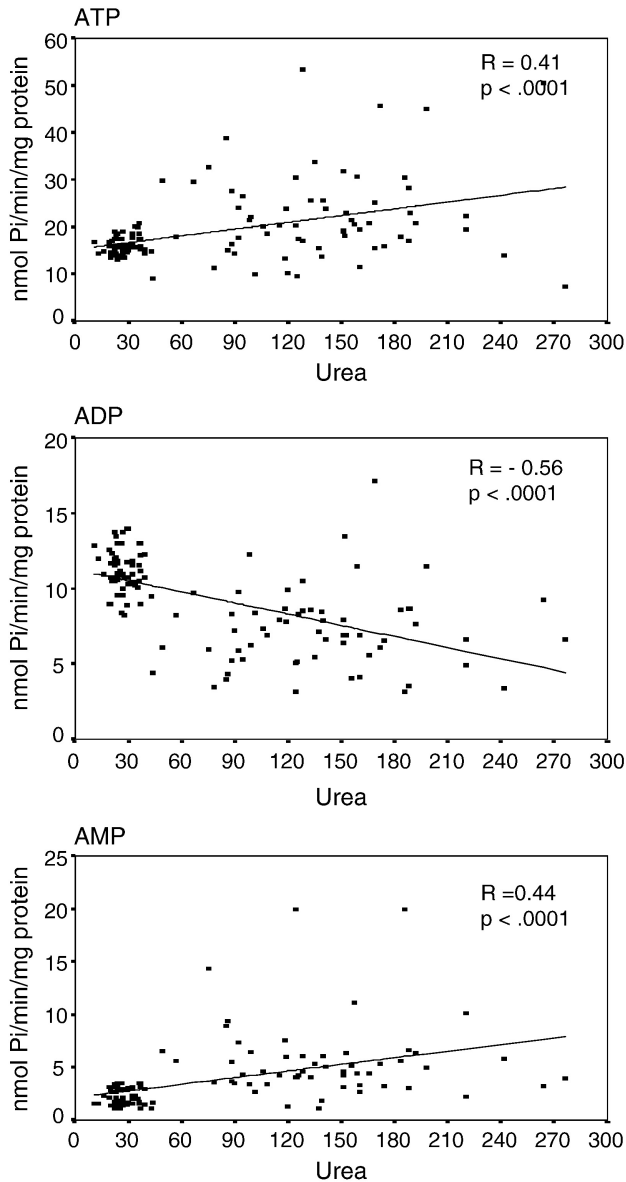 ATP
60
50
40
30
20
10
0
R = 0.41
p < .0001
nmol Pi/min/mg protein
0 30 60 90 120 150 180 210 240 270 300
Urea
ADP
20
15
10
5
0
R = - 0.56
p < .0001
nmol Pi/min/mg protein
0 30 60 90 120 150 180 210 240 270 300
Urea
AMP
25
20
15
10
5
0
R =0.44
p < .0001
nmol Pi/min/mg protein
0 30 60 90 120 150 180 210 240 270 300
Urea